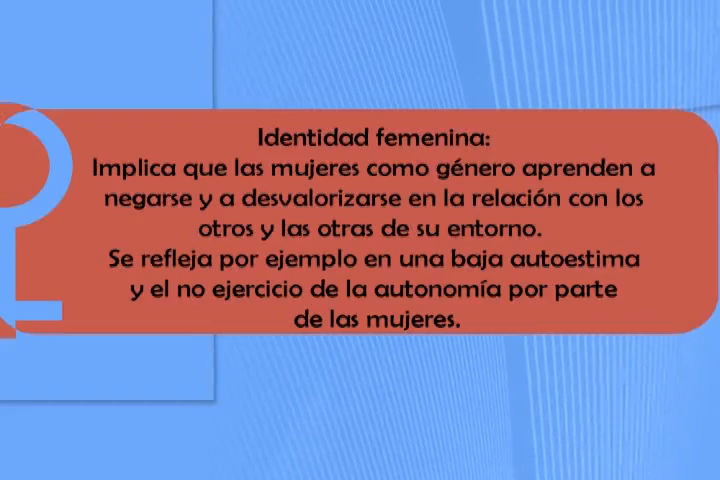 Identidad femenina:
Implica que las mujeres como género aprenden a
negarse y a desvalorizarse en la relación con los
otros y las otras de su entorno.
Se refleja por ejemplo en una baja autoestima
y el no ejercicio de la autonomía por parte
de las mujeres.